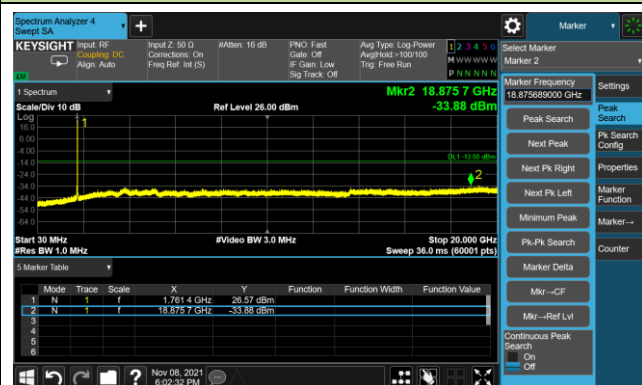 Spectrum Analyzer 4
Swept SA
Marker
KEYSIGHT
Input: RF
Coupling: DC
Align: Auto
Input Z: 50 Ω
Corrections: On
Freq Ref: Int (S)
#Atten: 16 dB
PNO: Fast
Gate: Off
IF Gain: Low
Sig Track: Off
Avg Type: Log-Power
Avg|Hold:>100/100
Trig: Free Run
1 2 3 4 5 6
M W W W W W
P N N N N N
Select Marker
Marker 2
Marker Frequency
18.875689000 GHz
Peak Search
Next Peak
Next Pk Right
Next Pk Left
Minimum Peak
Pk-Pk Search
Marker Delta
Mkr→CF
Mkr→Ref Lvl
Continuous Peak
Search
On
Off
Settings
Peak
Search
Pk Search
Config
Properties
Marker
Function
Marker→
Counter
1 Spectrum
Scale/Div 10 dB
Ref Level 26.00 dBm
Mkr2 18.875 7 GHz
-33.88 dBm
Log
16.0
6.00
-4.00
-14.0
-24.0
-34.0
-44.0
-54.0
-64.0
1
DL1 -13.00 dBm
2
Start 30 MHz
#Video BW 3.0 MHz
Stop 20.000 GHz
#Res BW 1.0 MHz
Sweep 36.0 ms (60001 pts)
5 Marker Table
Mode Trace Scale X Y Function Function Width Function Value
1 N 1 f 1.761 4 GHz 26.57 dBm
2 N 1 f 18.875 7 GHz -33.88 dBm
3
4
5
6
Nov 08, 2021
6:02:32 PM